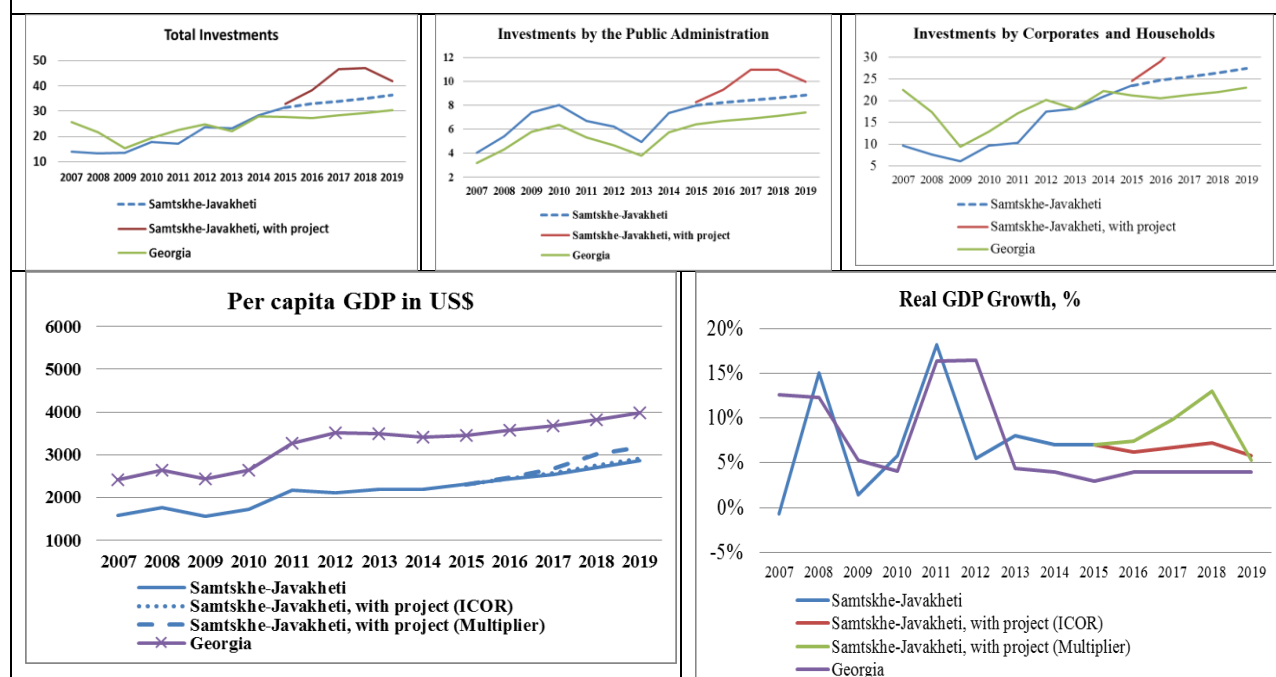 Total Investments
50
40
30
20
10
2007 2008 2009 2010 2011 2012 2013 2014 2015 2016 2017 2018 2019
Samtskhe-Javakheti
Samtskhe-Javakheti, with project
Georgia
Investments by the Public Administration
12
10
8
6
4
2
2007 2008 2009 2010 2011 2012 2013 2014 2015 2016 2017 2018 2019
Samtskhe-Javakheti
Samtskhe-Javakheti, with project
Georgia
Investments by Corporates and Households
30
25
20
15
10
5
2007 2008 2009 2010 2011 2012 2013 2014 2015 2016 2017 2018 2019
Samtskhe-Javakheti
Samtskhe-Javakheti, with project
Georgia
Per capita GDP in US$
6000
5000
4000
3000
2000
1000
2007 2008 2009 2010 2011 2012 2013 2014 2015 2016 2017 2018 2019
Samtskhe-Javakheti
Samtskhe-Javakheti, with project (ICOR)
Samtskhe-Javakheti, with project (Multiplier)
Georgia
Real GDP Growth, %
20%
15%
10%
5%
0%
-5%
2007 2008 2009 2010 2011 2012 2013 2014 2015 2016 2017 2018 2019
Samtskhe-Javakheti
Samtskhe-Javakheti, with project (ICOR)
Samtskhe-Javakheti, with project (Multiplier)
Georgia